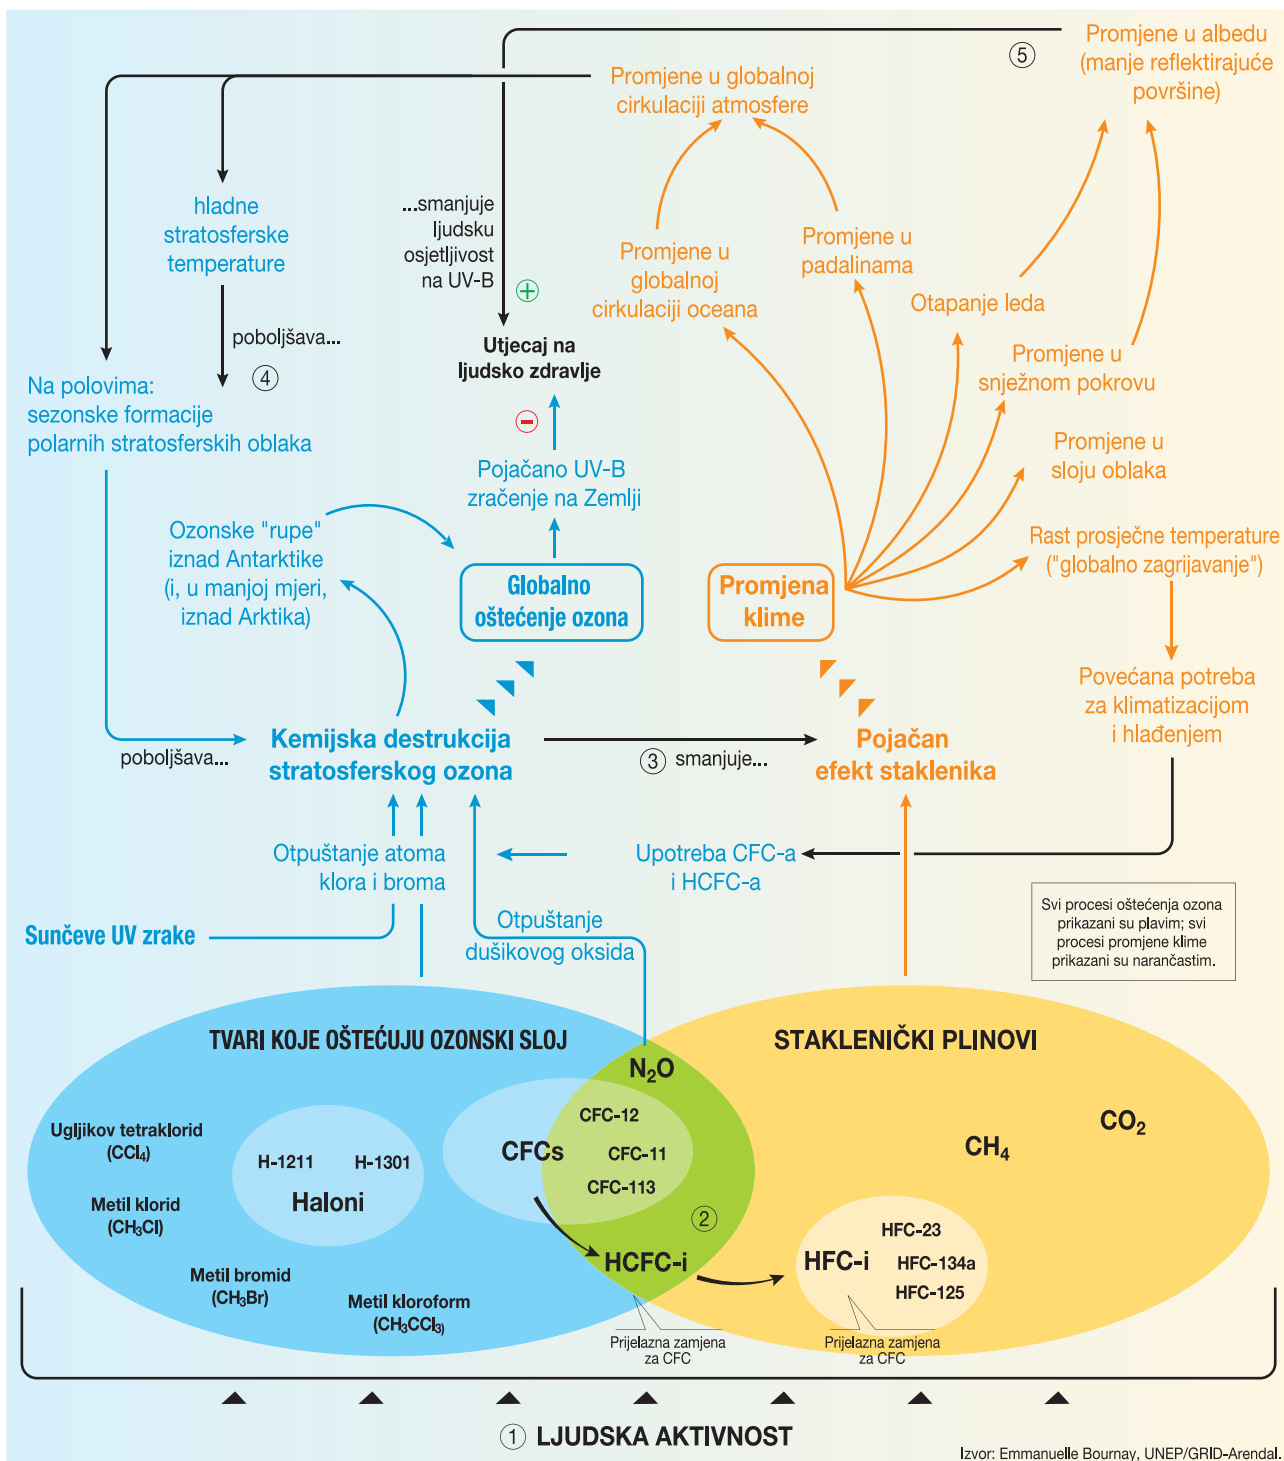 Promjene u albedu
(manje reflektirajuće
površine)
5
Promjene u globalnoj
cirkulaciji atmosfere
hladne
stratosferske
temperature
...smanjuje
ljudsku
osjetljivost
na UV-B
Promjene u
globalnoj
cirkulaciji oceana
Promjene u
padalinama
Otapanje leda
+
poboljšava...
4
Utjecaj na
ljudsko zdravlje
Promjene u
snježnom pokrovu
Na polovima:
sezonske formacije
polarnih stratosferskih oblaka
−
Promjene u
sloju oblaka
Pojačano UV-B
zračenje na Zemlji
Ozonske "rupe"
iznad Antarktike
(i, u manjoj mjeri,
iznad Arktika)
Rast prosječne temperature
("globalno zagrijavanje")
Globalno
oštećenje ozona
Promjena
klime
Povećana potreba
za klimatizacijom
i hlađenjem
poboljšava...
Kemijska destrukcija
stratosferskog ozona
3 smanjuje...
Pojačan
efekt staklenika
Otpuštanje atoma
klora i broma
Upotreba CFC-a
i HCFC-a
Sunčeve UV zrake
Otpuštanje
dušikovog oksida
Svi procesi oštećenja ozona
prikazani su plavim; svi
procesi promjene klime
prikazani su narančastim.
TVARI KOJE OŠTEĆUJU OZONSKI SLOJ
STAKLENIČKI PLINOVI
N₂O
CFC-12
CO₂
Ugljikov tetraklorid
(CCl₄)
H-1211
H-1301
Haloni
CFCs
CFC-11
CFC-113
CH₄
Metil klorid
(CH₃Cl)
2
HFC-23
HCFC-i
HFC-i
HFC-134a
HFC-125
Metil bromid
(CH₃Br)
Metil kloroform
(CH₃CCl₃)
Prijelazna zamjena
za CFC
Prijelazna zamjena
za CFC
1 LJUDSKA AKTIVNOST
Izvor: Emmanuelle Bournay, UNEP/GRID-Arendal.